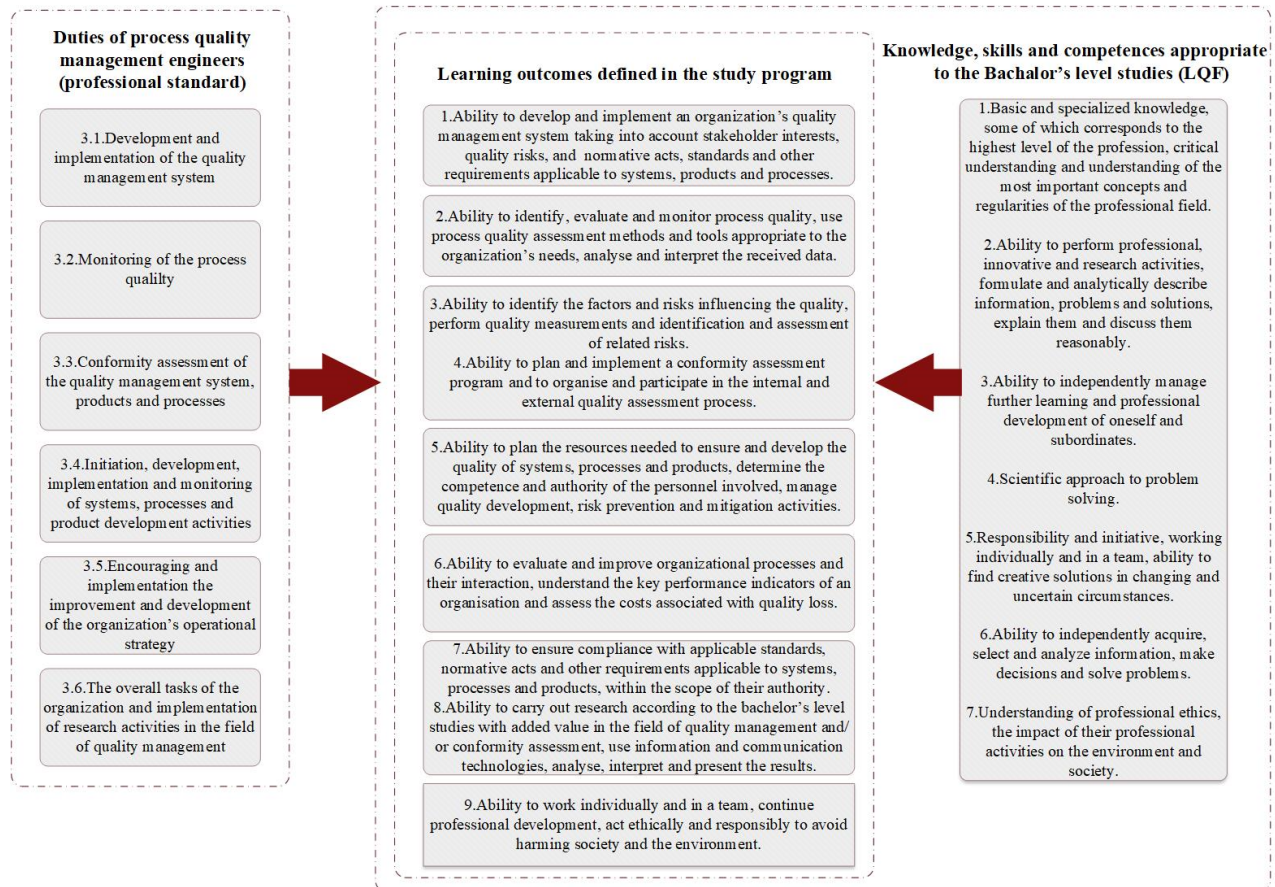 Duties of process quality
management engineers
(professional standard)
3.1.Development and
implementation of the quality
management system
3.2.Monitoring of the process
qualilty
3.3.Conformity assessment of
the quality management system,
products and processes
3.4.Initiation, development,
implementation and monitoring
of systems, processes and
product development activities
3.5.Encouraging and
implementation the
improvement and development
of the organization's operational
strategy
3.6.The overall tasks of the
organization and implementation
of research activities in the field
of quality management
Learning outcomes defined in the study program
1.Ability to develop and implement an organization's quality
management system taking into account stakeholder interests,
quality risks, and  normative acts, standards and other
requirements applicable to systems, products and processes.
2.Ability to identify, evaluate and monitor process quality, use
process quality assessment methods and tools appropriate to the
organization's needs, analyse and interpret the received data.
3.Ability to identify the factors and risks influencing the quality,
perform quality measurements and identification and assessment
of related risks.
4.Ability to plan and implement a conformity assessment
program and to organise and participate in the internal and
external quality assessment process.
5.Ability to plan the resources needed to ensure and develop the
quality of systems, processes and products, determine the
competence and authority of the personnel involved, manage
quality development, risk prevention and mitigation activities.
6.Ability to evaluate and improve organizational processes and
their interaction, understand the key performance indicators of an
organisation and assess the costs associated with quality loss.
7.Ability to ensure compliance with applicable standards,
normative acts and other requirements applicable to systems,
processes and products, within the scope of their authority.
8.Ability to carry out research according to the bachelor's level
studies with added value in the field of quality management and/
or conformity assessment, use information and communication
technologies, analyse, interpret and present the results.
9.Ability to work individually and in a team, continue
professional development, act ethically and responsibly to avoid
harming society and the environment.
Knowledge, skills and competences appropriate
to the Bachalor's level studies (LQF)
1.Basic and specialized knowledge,
some of which corresponds to the
highest level of the profession, critical
understanding and understanding of the
most important concepts and
regularities of the professional field.
2.Ability to perform professional,
innovative and research activities,
formulate and analytically describe
information, problems and solutions,
explain them and discuss them
reasonably.
3.Ability to independently manage
further learning and professional
development of oneself and
subordinates.
4.Scientific approach to problem
solving.
5.Responsibility and initiative, working
individually and in a team, ability to
find creative solutions in changing and
uncertain circumstances.
6.Ability to independently acquire,
select and analyze information, make
decisions and solve problems.
7.Understanding of professional ethics,
the impact of their professional
activities on the environment and
society.